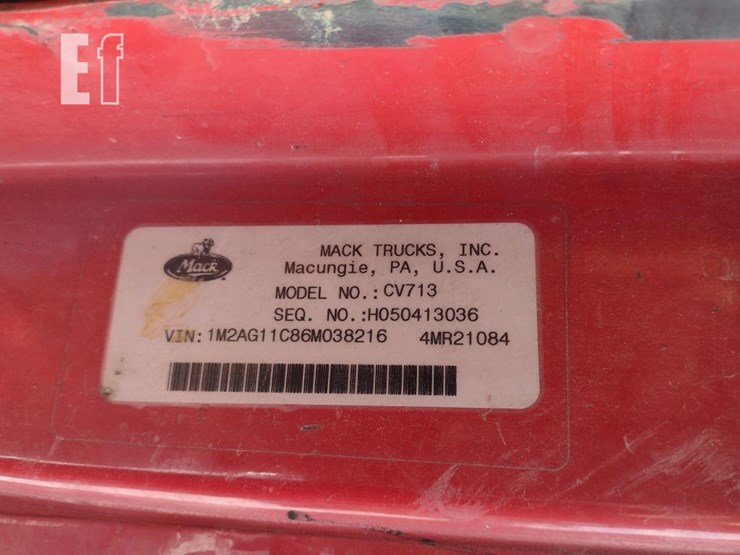 Ef
Mack
MACK TRUCKS, INC.
Macungie, PA, U.S.A.
MODEL NO.: CV713
SEQ. NO.:H050413036
VIN: 1M2AG11C86M038216 4MR21084